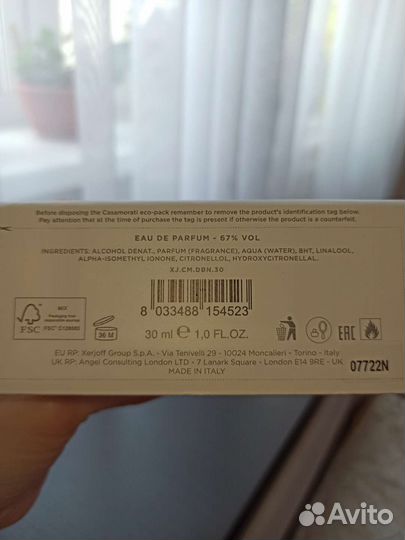 Before disposing the Casamorati eco-pack remember to remove the product's identification tag below.
Pay attention that at the time of purchase the tag is present if otherwise the product is a counterfeit.
EAU DE PARFUM - 67% VOL
INGREDIENTS: ALCOHOL DENAT., PARFUM (FRAGRANCE), AQUA (WATER), BHT, LINALOOL,
ALPHA-ISOMETHYL IONONE, CITRONELLOL, HYDROXYCITRONELLAL.
XJ.CM.DBN.30
8 033488 154523
MIX
FSC
36 M
30 ml e 1,0 FL.OZ.
EAC
EU RP: Xerjoff Group S.p.A. - Via Tenivelli 29 - 10024 Moncalieri - Torino - Italy
UK RP: Angel Consulting London LTD - 7 Lanark Square - London E14 9RE - UK
MADE IN ITALY
07722N
Avito